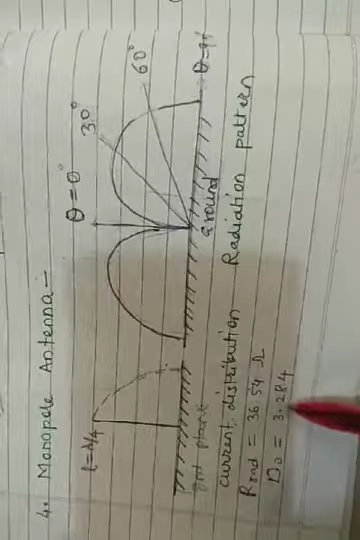 4. Monopole Antenna-
l=λ/4
θ=0°
30°
60°
θ=90°
Gnd plane
Ground
current distribution Radiation pattern
Rrad = 36.54 Ω
D0 = 3.284